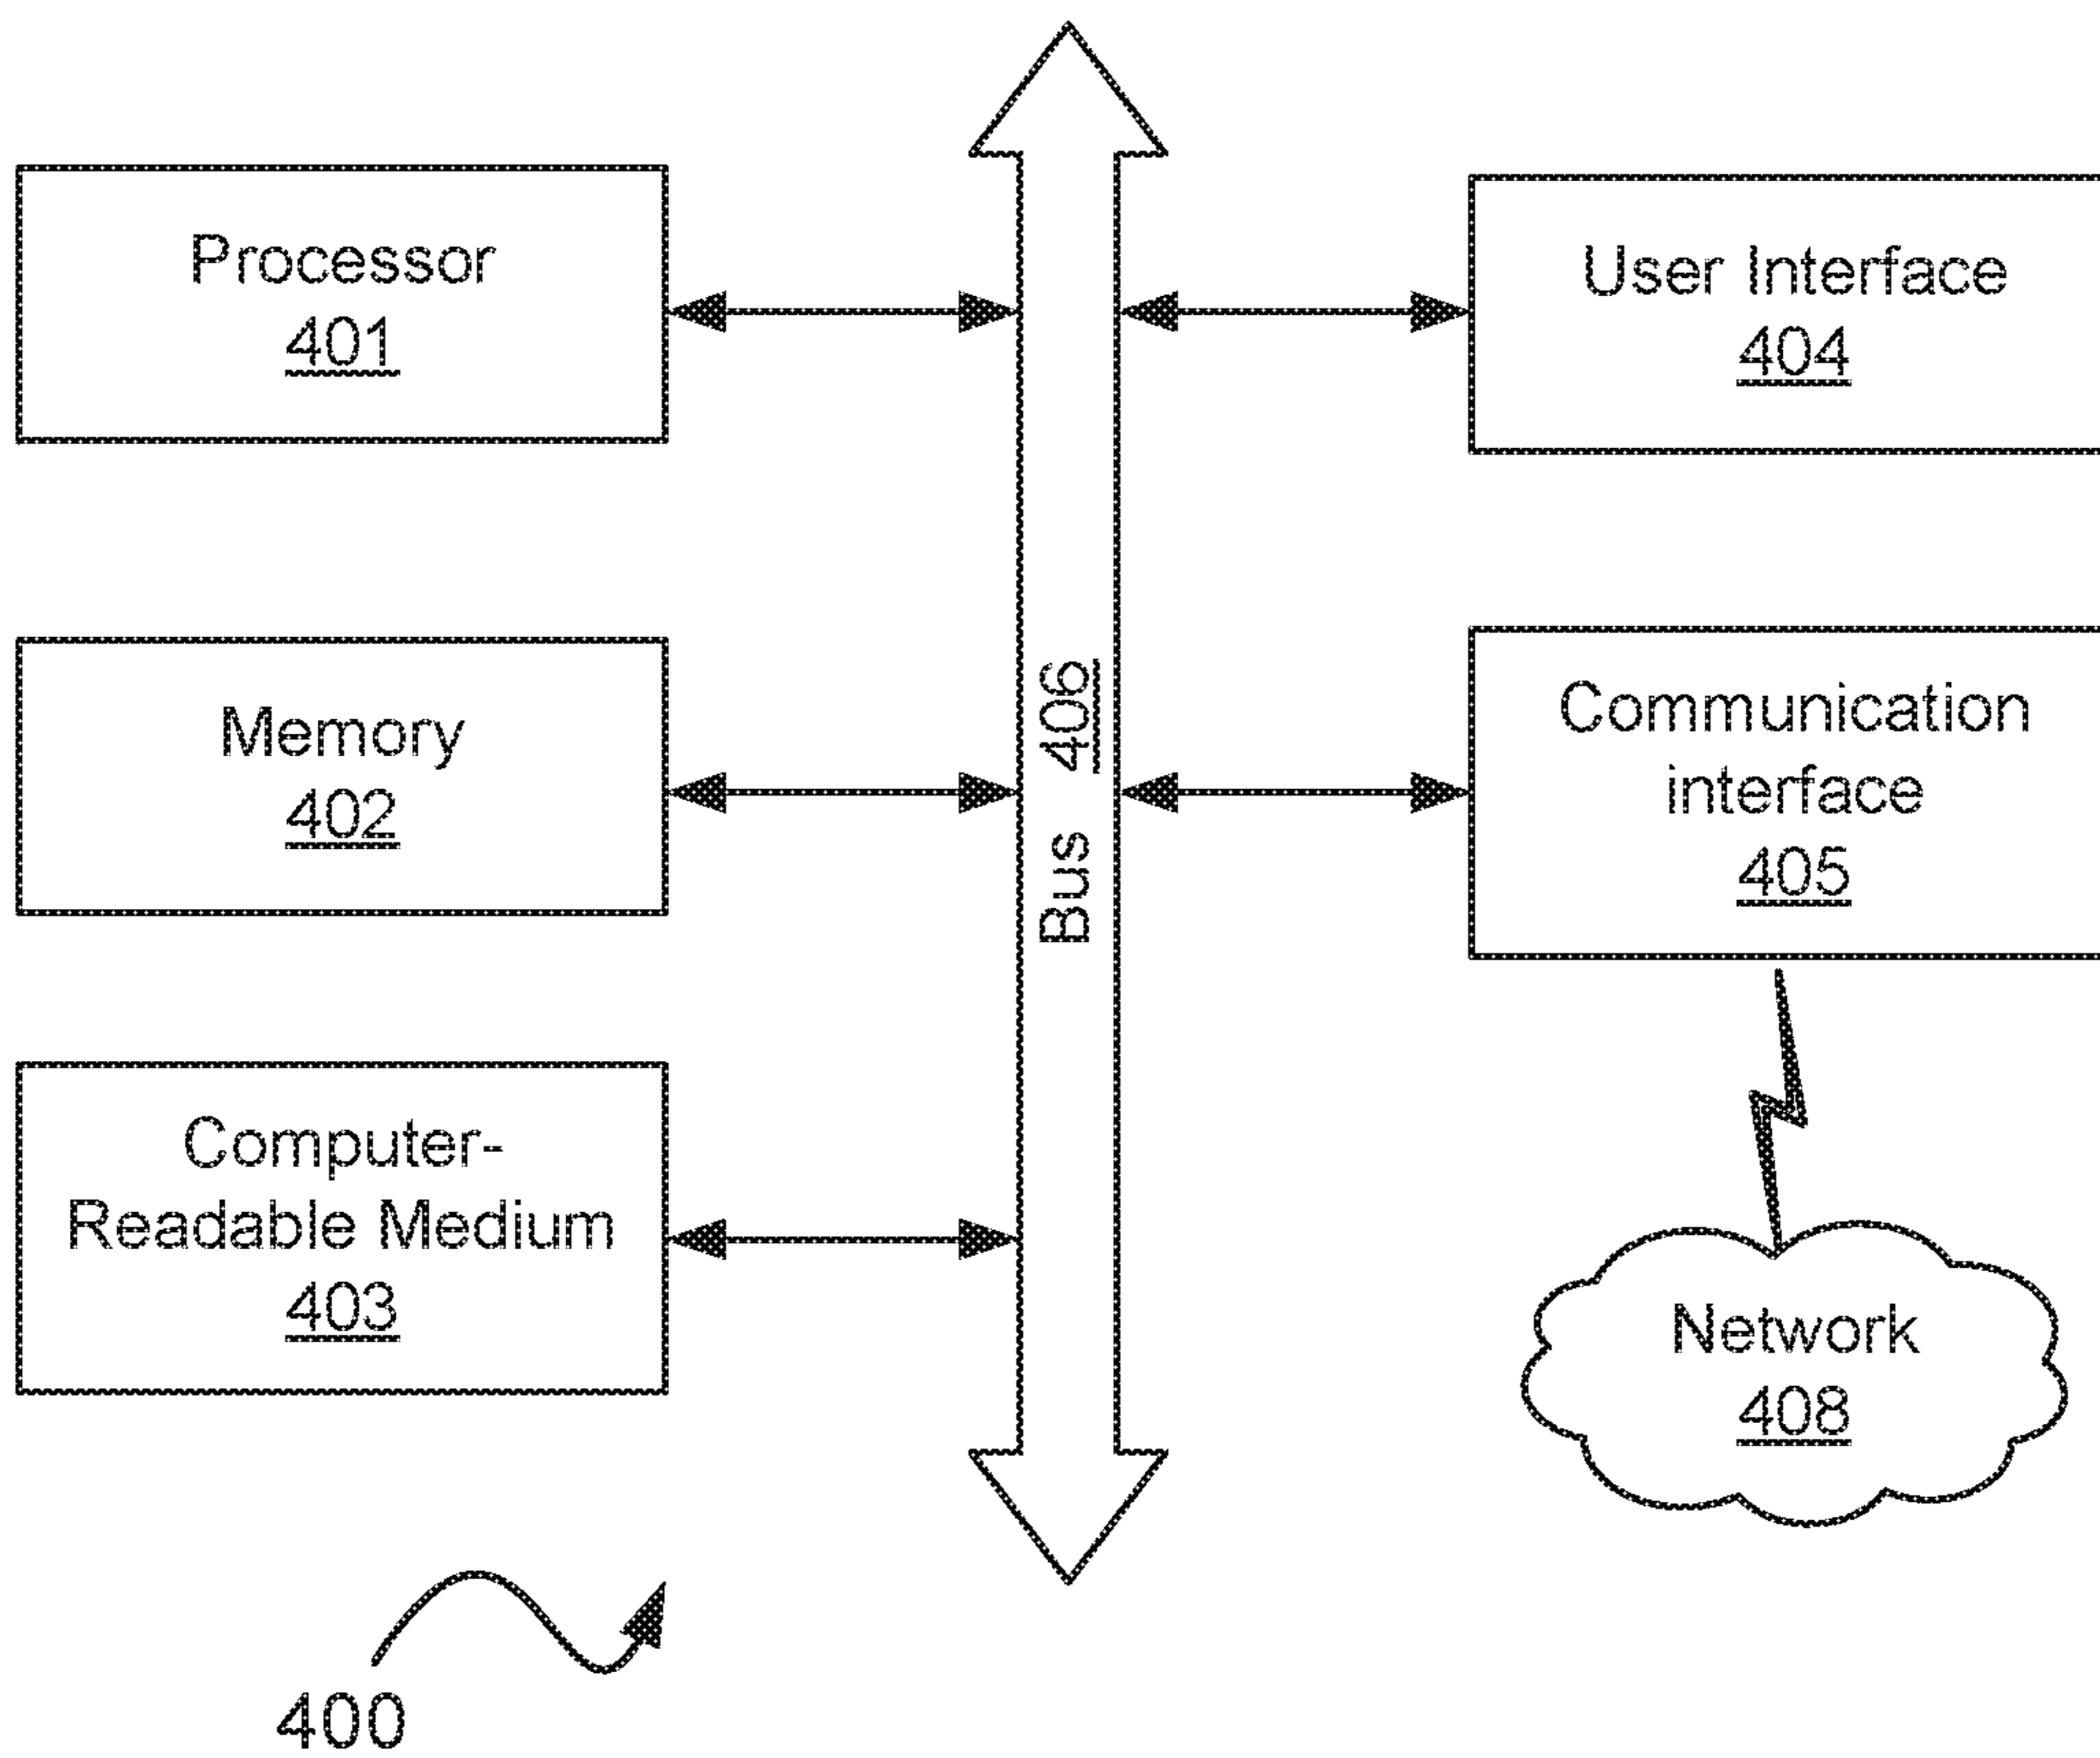 Processor
401
Memory
402
Computer-
Readable Medium
403
Bus 406
User Interface
404
Communication
interface
405
Network
408
400